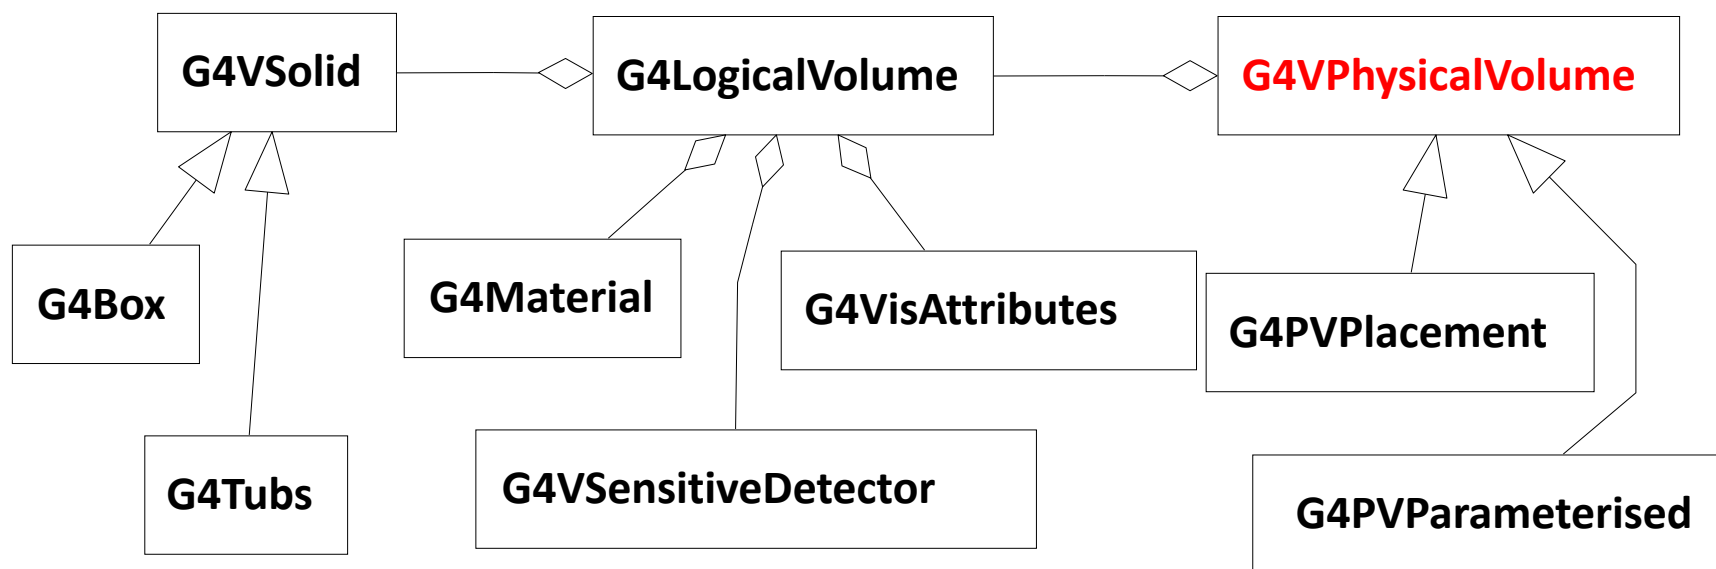 G4VSolid
G4LogicalVolume
G4VPhysicalVolume
G4Box
G4Material
G4VisAttributes
G4PVPlacement
G4Tubs
G4VSensitiveDetector
G4PVParameterised